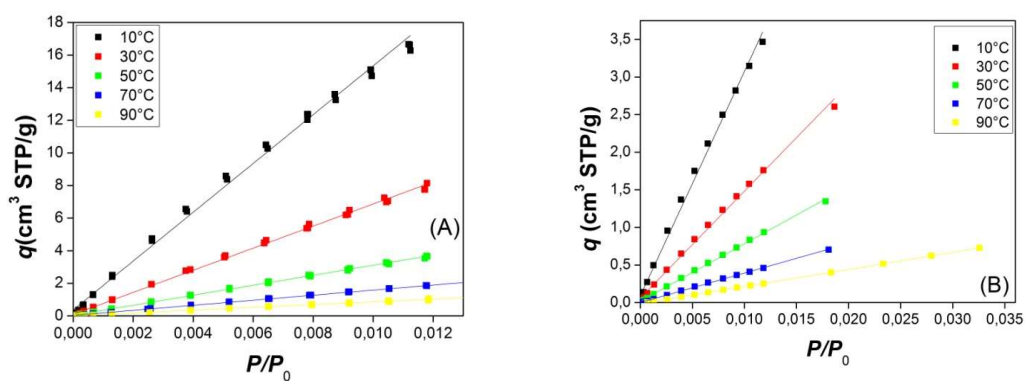 18
16
14
12
10
8
6
4
2
0
q(cm³ STP/g)
10°C
30°C
50°C
70°C
90°C
(A)
0,000 0,002 0,004 0,006 0,008 0,010 0,012
P/P₀
4,0
3,5
3,0
2,5
2,0
1,5
1,0
0,5
0,0
q (cm³ STP/g)
10°C
30°C
50°C
70°C
90°C
(B)
0,000 0,005 0,010 0,015 0,020 0,025 0,030 0,035
P/P₀